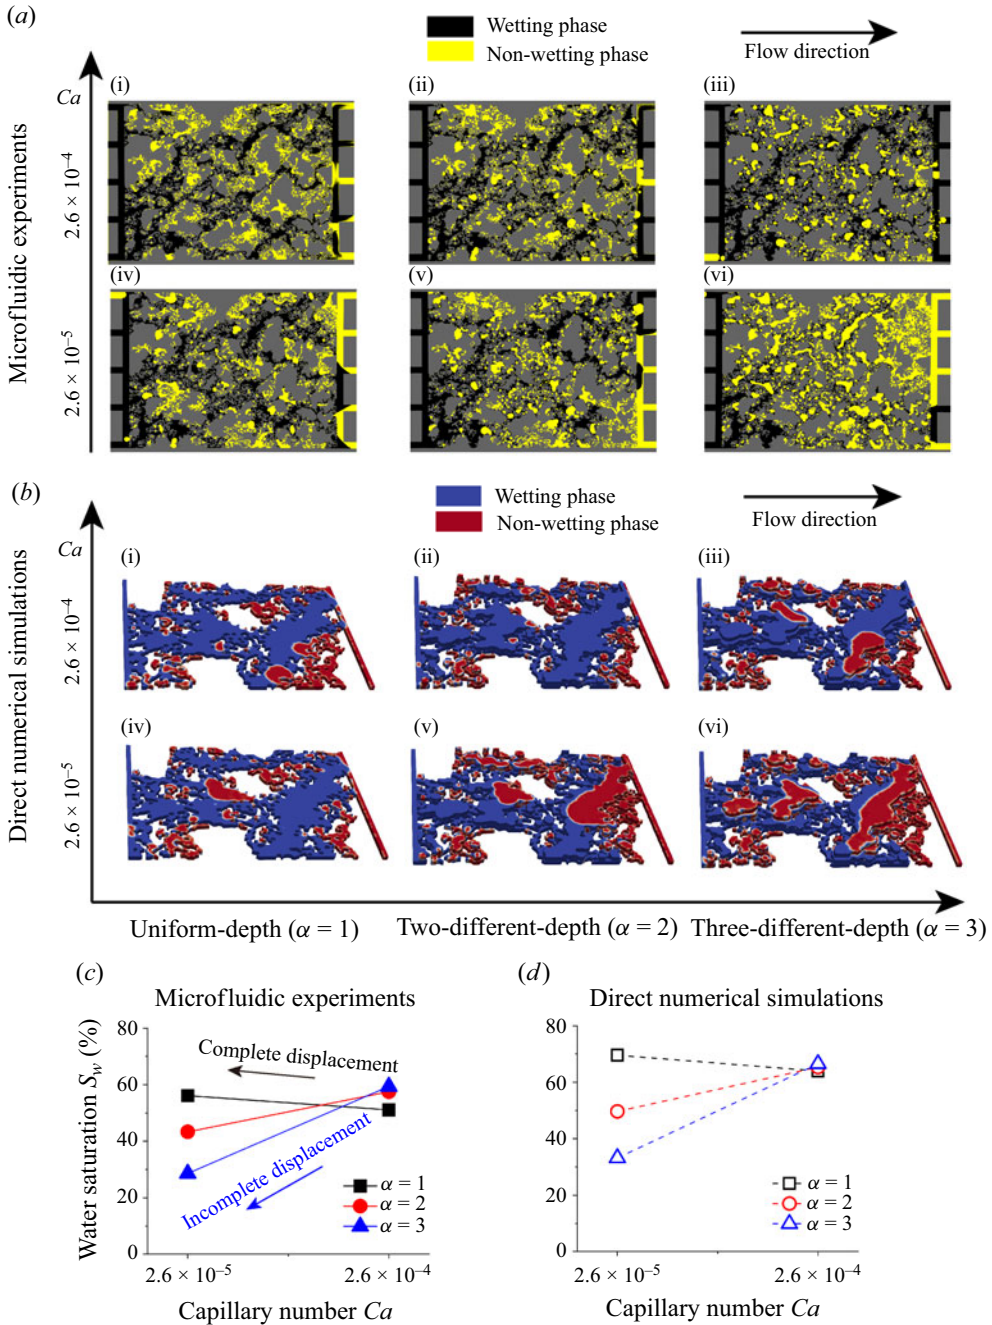 (a)
Wetting phase
Non-wetting phase
Flow direction
Microfluidic experiments
Ca
2.6 × 10⁻⁴
2.6 × 10⁻⁵
(i)
(ii)
(iii)
(iv)
(v)
(vi)
(b)
Wetting phase
Non-wetting phase
Flow direction
Direct numerical simulations
Ca
2.6 × 10⁻⁴
2.6 × 10⁻⁵
(i)
(ii)
(iii)
(iv)
(v)
(vi)
Uniform-depth (α = 1)
Two-different-depth (α = 2)
Three-different-depth (α = 3)
(c)
Microfluidic experiments
Water saturation S_w (%)
80
60
40
20
0
Complete displacement
Incomplete displacement
α = 1
α = 2
α = 3
2.6 × 10⁻⁵
2.6 × 10⁻⁴
Capillary number Ca
(d)
Direct numerical simulations
80
60
40
20
0
α = 1
α = 2
α = 3
2.6 × 10⁻⁵
2.6 × 10⁻⁴
Capillary number Ca